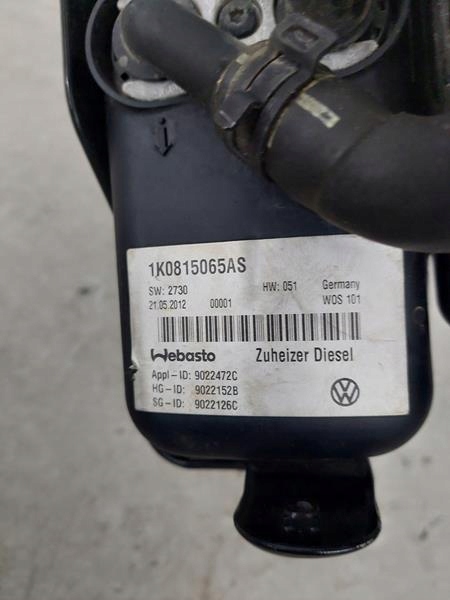 1K0815065AS
SW: 2730 HW: 051 Germany
21.05.2012 00001 WOS 101
Webasto Zuheizer Diesel
Appl-ID: 9022472C
HG-ID: 9022152B
SG-ID: 9022126C